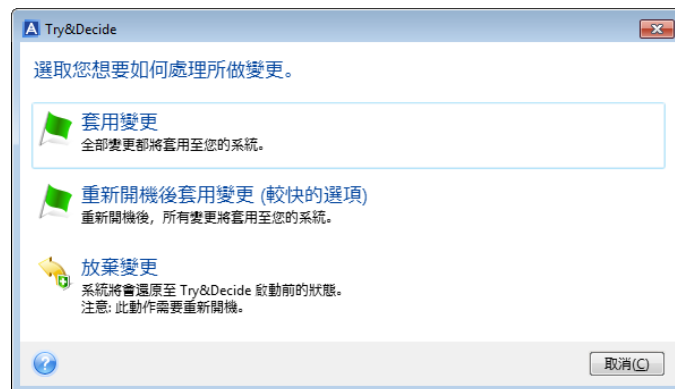 Try&Decide
選取您想要如何處理所做變更。
套用變更
全部變更都將套用至您的系統。
重新開機後套用變更 (較快的選項)
重新開機後，所有變更將套用至您的系統。
放棄變更
系統將會還原至 Try&Decide 啟動前的狀態。
注意: 此動作需要重新開機。
取消(C)